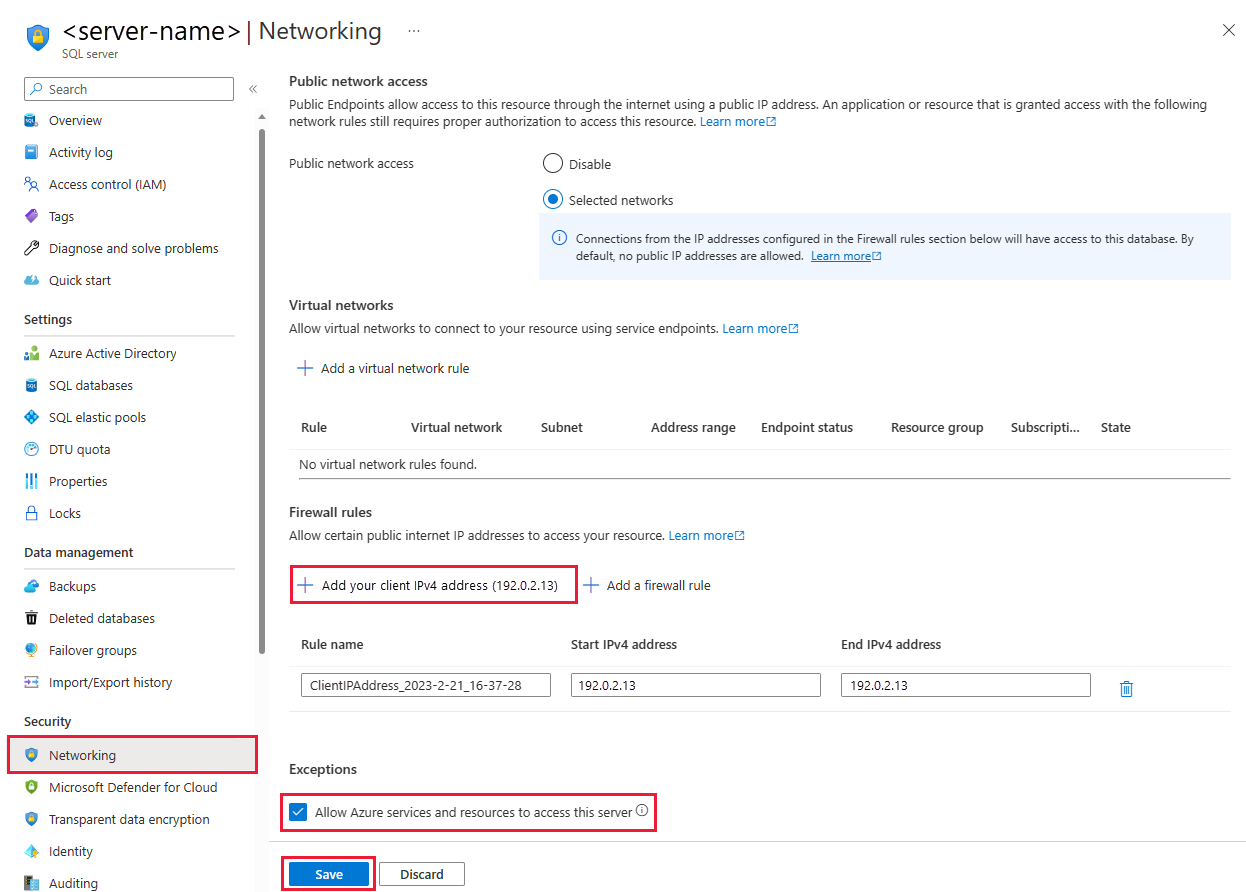 <server-name> | Networking ...
SQL server
Search
«
Overview
Activity log
Access control (IAM)
Tags
Diagnose and solve problems
Quick start
Settings
Azure Active Directory
SQL databases
SQL elastic pools
DTU quota
Properties
Locks
Data management
Backups
Deleted databases
Failover groups
Import/Export history
Security
Networking
Microsoft Defender for Cloud
Transparent data encryption
Identity
Auditing
Public network access
Public Endpoints allow access to this resource through the internet using a public IP address. An application or resource that is granted access with the following
network rules still requires proper authorization to access this resource. Learn more
Public network access
Disable
Selected networks
Connections from the IP addresses configured in the Firewall rules section below will have access to this database. By
default, no public IP addresses are allowed. Learn more
Virtual networks
Allow virtual networks to connect to your resource using service endpoints. Learn more
+ Add a virtual network rule
Rule Virtual network Subnet Address range Endpoint status Resource group Subscripti... State
No virtual network rules found.
Firewall rules
Allow certain public internet IP addresses to access your resource. Learn more
+ Add your client IPv4 address (192.0.2.13) + Add a firewall rule
Rule name Start IPv4 address End IPv4 address
ClientIPAddress_2023-2-21_16-37-28 192.0.2.13 192.0.2.13
Exceptions
Allow Azure services and resources to access this server
Save Discard